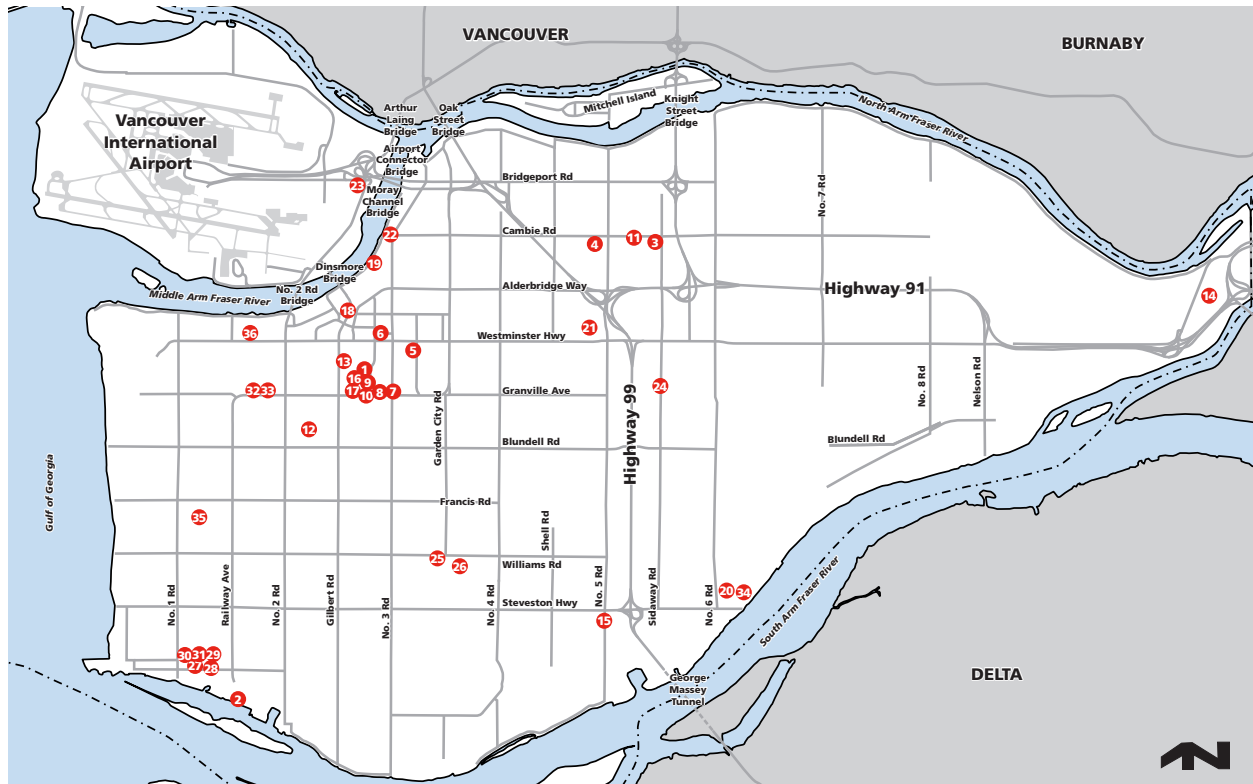 VANCOUVER
BURNABY
Mitchell Island
Arthur
Laing
Bridge
Oak
Street
Bridge
Knight
Street
Bridge
North Arm Fraser River
Vancouver
International
Airport
Airport
Connector
Bridge
23
Moray
Channel
Bridge
Bridgeport Rd
No. 7 Rd
22
Cambie Rd
4
11
3
19
Dinsmore
Bridge
No. 2 Rd
Bridge
Middle Arm Fraser River
Alderbridge Way
Highway 91
14
18
36
6
21
Westminster Hwy
5
13
1
16
9
32
33
17
10
8
7
Granville Ave
24
Highway 99
No. 8 Rd
Nelson Rd
Garden City Rd
12
Blundell Rd
Blundell Rd
Gulf of Georgia
Francis Rd
35
Shell Rd
25
26
Williams Rd
No. 1 Rd
Railway Ave
No. 2 Rd
Gilbert Rd
No. 3 Rd
No. 4 Rd
No. 5 Rd
Sidaway Rd
No. 6 Rd
20
34
Steveston Hwy
15
South Arm Fraser River
30
31
29
27
28
2
George
Massey
Tunnel
DELTA
N